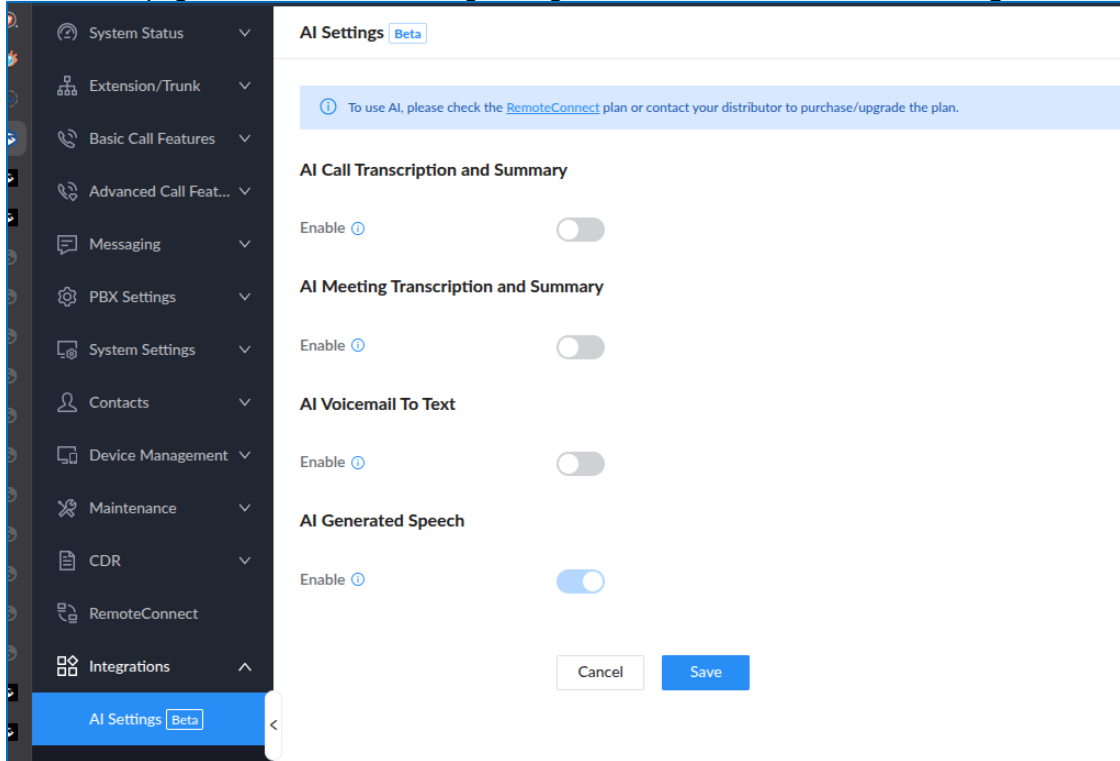 System Status
Extension/Trunk
Basic Call Features
Advanced Call Feat...
Messaging
PBX Settings
System Settings
Contacts
Device Management
Maintenance
CDR
RemoteConnect
Integrations
AI Settings Beta
AI Settings Beta
To use AI, please check the RemoteConnect plan or contact your distributor to purchase/upgrade the plan.
AI Call Transcription and Summary
Enable
AI Meeting Transcription and Summary
Enable
AI Voicemail To Text
Enable
AI Generated Speech
Enable
Cancel
Save